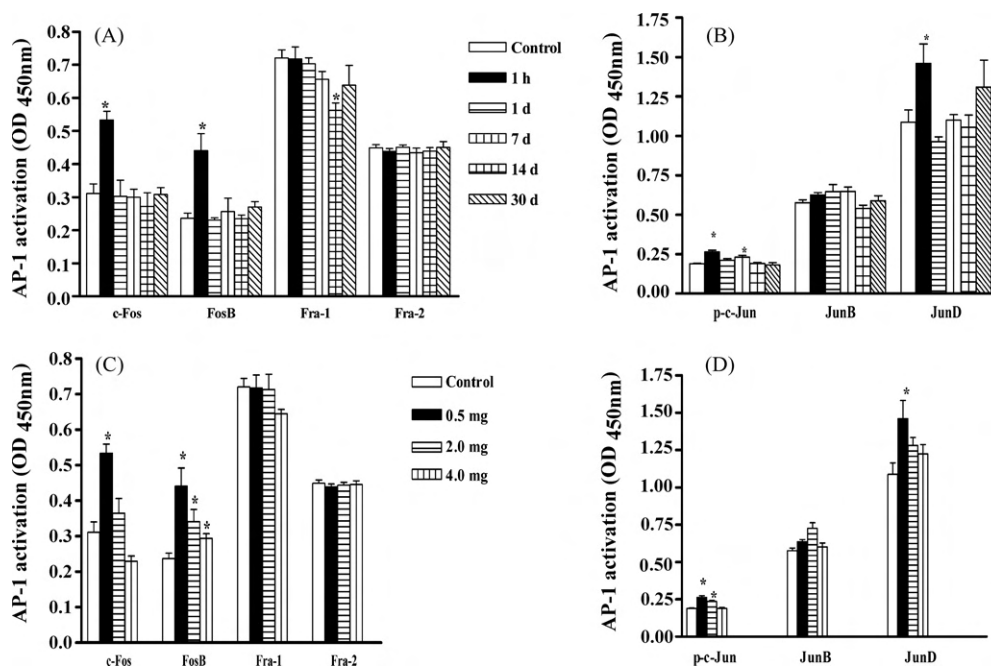 (A)
AP-1 activation (OD 450nm)
0.8
0.7
0.6
0.5
0.4
0.3
0.2
0.1
0.0
*
*
*
c-Fos FosB Fra-1 Fra-2
Control
1 h
1 d
7 d
14 d
30 d
(B)
AP-1 activation (OD 450nm)
1.75
1.50
1.25
1.00
0.75
0.50
0.25
0.00
*
*
*
p-c-Jun JunB JunD
(C)
AP-1 activation (OD 450nm)
0.8
0.7
0.6
0.5
0.4
0.3
0.2
0.1
0.0
*
*
*
*
c-Fos FosB Fra-1 Fra-2
Control
0.5 mg
2.0 mg
4.0 mg
(D)
AP-1 activation (OD 450nm)
1.75
1.50
1.25
1.00
0.75
0.50
0.25
0.00
*
*
*
p-c-Jun JunB JunD